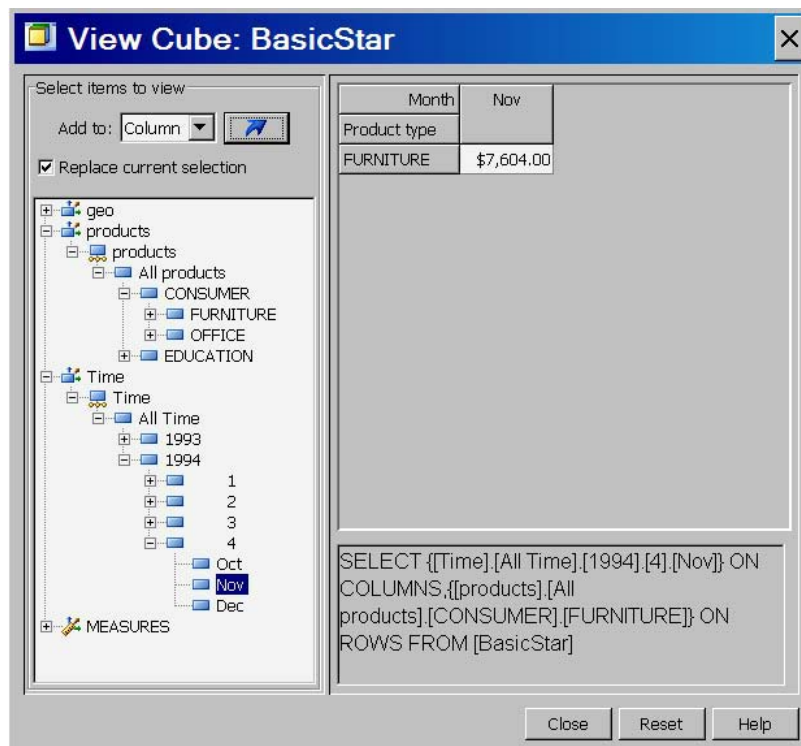 View Cube: BasicStar
Select items to view
Add to: Column
Replace current selection
geo
products
products
All products
CONSUMER
FURNITURE
OFFICE
EDUCATION
Time
Time
All Time
1993
1994
1
2
3
4
Oct
Nov
Dec
MEASURES
Month Nov
Product type
FURNITURE $7,604.00
SELECT {[Time].[All Time].[1994].[4].[Nov]} ON
COLUMNS,{[products].[All
products].[CONSUMER].[FURNITURE]} ON
ROWS FROM [BasicStar]
Close Reset Help